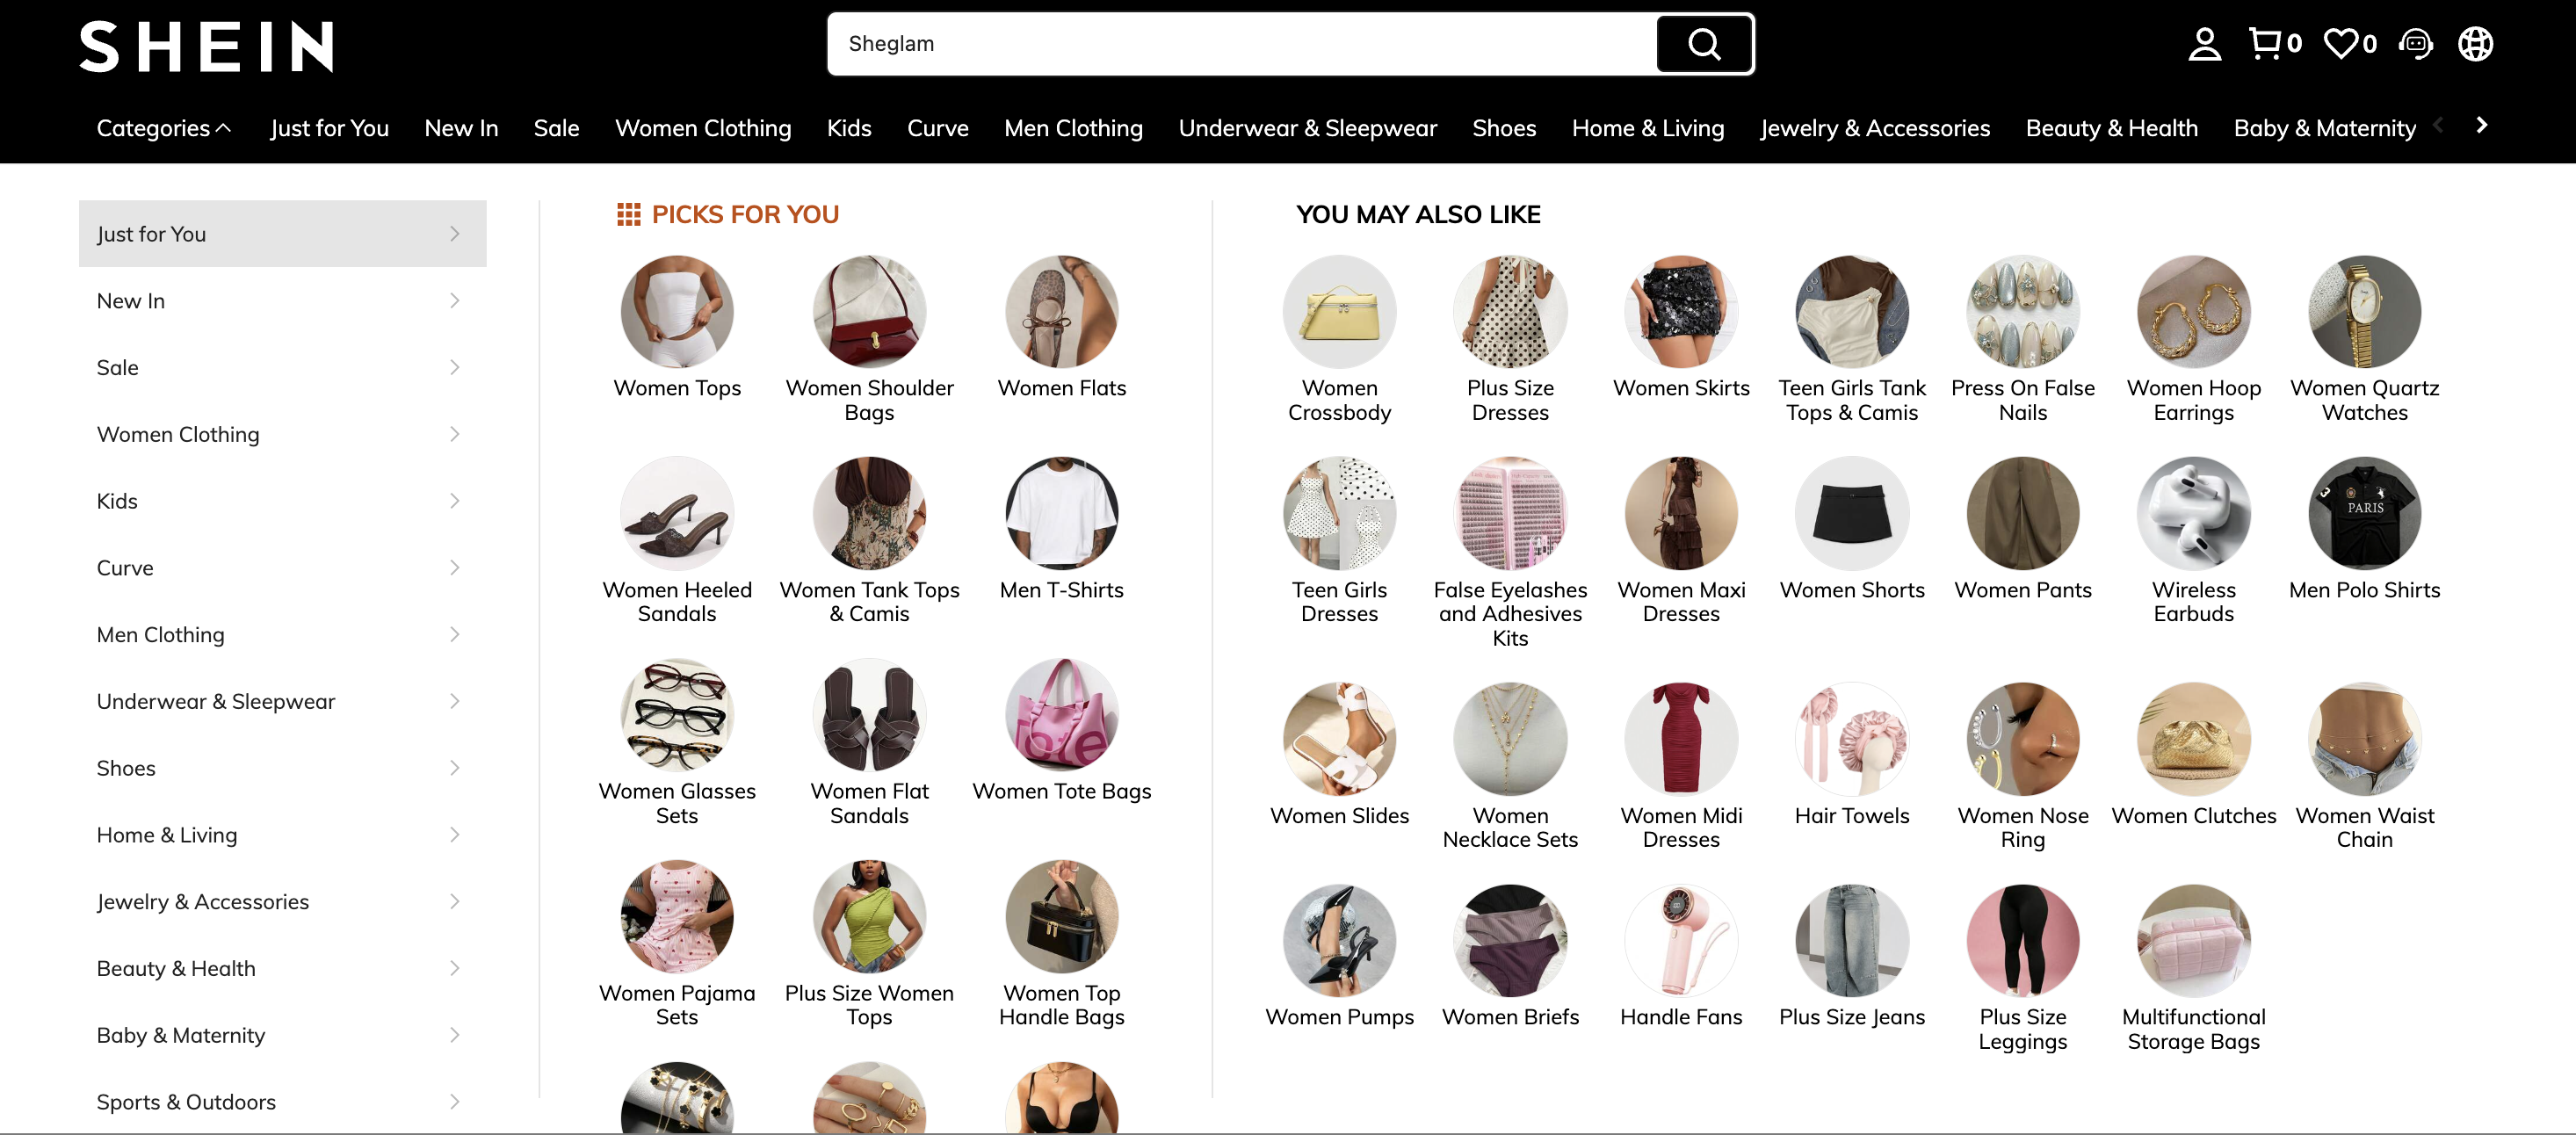 SHEIN
Sheglam
0
0
Categories
Just for You
New In
Sale
Women Clothing
Kids
Curve
Men Clothing
Underwear & Sleepwear
Shoes
Home & Living
Jewelry & Accessories
Beauty & Health
Baby & Maternity
Just for You
New In
Sale
Women Clothing
Kids
Curve
Men Clothing
Underwear & Sleepwear
Shoes
Home & Living
Jewelry & Accessories
Beauty & Health
Baby & Maternity
Sports & Outdoors
PICKS FOR YOU
Women Tops
Women Shoulder
Bags
Women Flats
Women Heeled
Sandals
Women Tank Tops
& Camis
Men T-Shirts
Women Glasses
Sets
Women Flat
Sandals
Women Tote Bags
Women Pajama
Sets
Plus Size Women
Tops
Women Top
Handle Bags
YOU MAY ALSO LIKE
Women
Crossbody
Plus Size
Dresses
Women Skirts
Teen Girls Tank
Tops & Camis
Press On False
Nails
Women Hoop
Earrings
Women Quartz
Watches
Teen Girls
Dresses
False Eyelashes
and Adhesives
Kits
Women Maxi
Dresses
Women Shorts
Women Pants
Wireless
Earbuds
3
PARIS
Men Polo Shirts
Women Slides
Women
Necklace Sets
Women Midi
Dresses
Hair Towels
Women Nose
Ring
Women Clutches
Women Waist
Chain
Women Pumps
Women Briefs
Handle Fans
Plus Size Jeans
Plus Size
Leggings
Multifunctional
Storage Bags